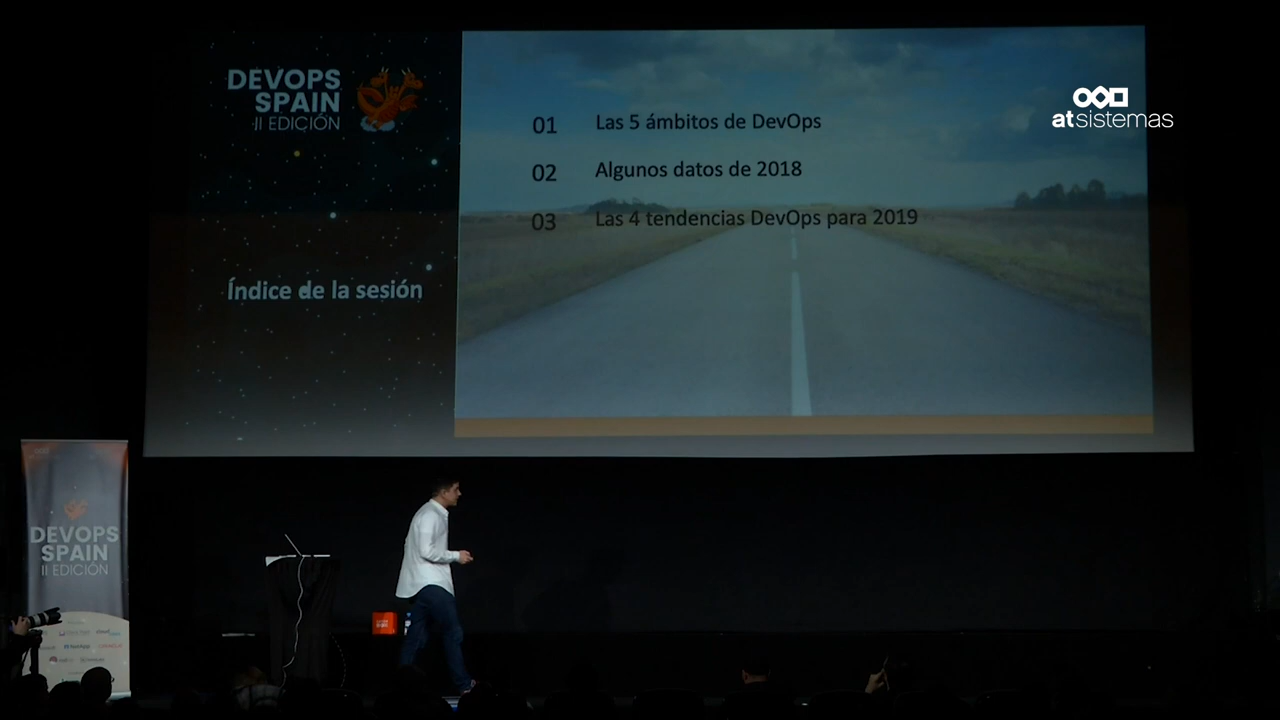 DEVOPS
SPAIN
II EDICIÓN
Índice de la sesión
01 Las 5 ámbitos de DevOps
02 Algunos datos de 2018
03 Las 4 tendencias DevOps para 2019
atsistemas
DEVOPS
SPAIN
II EDICIÓN